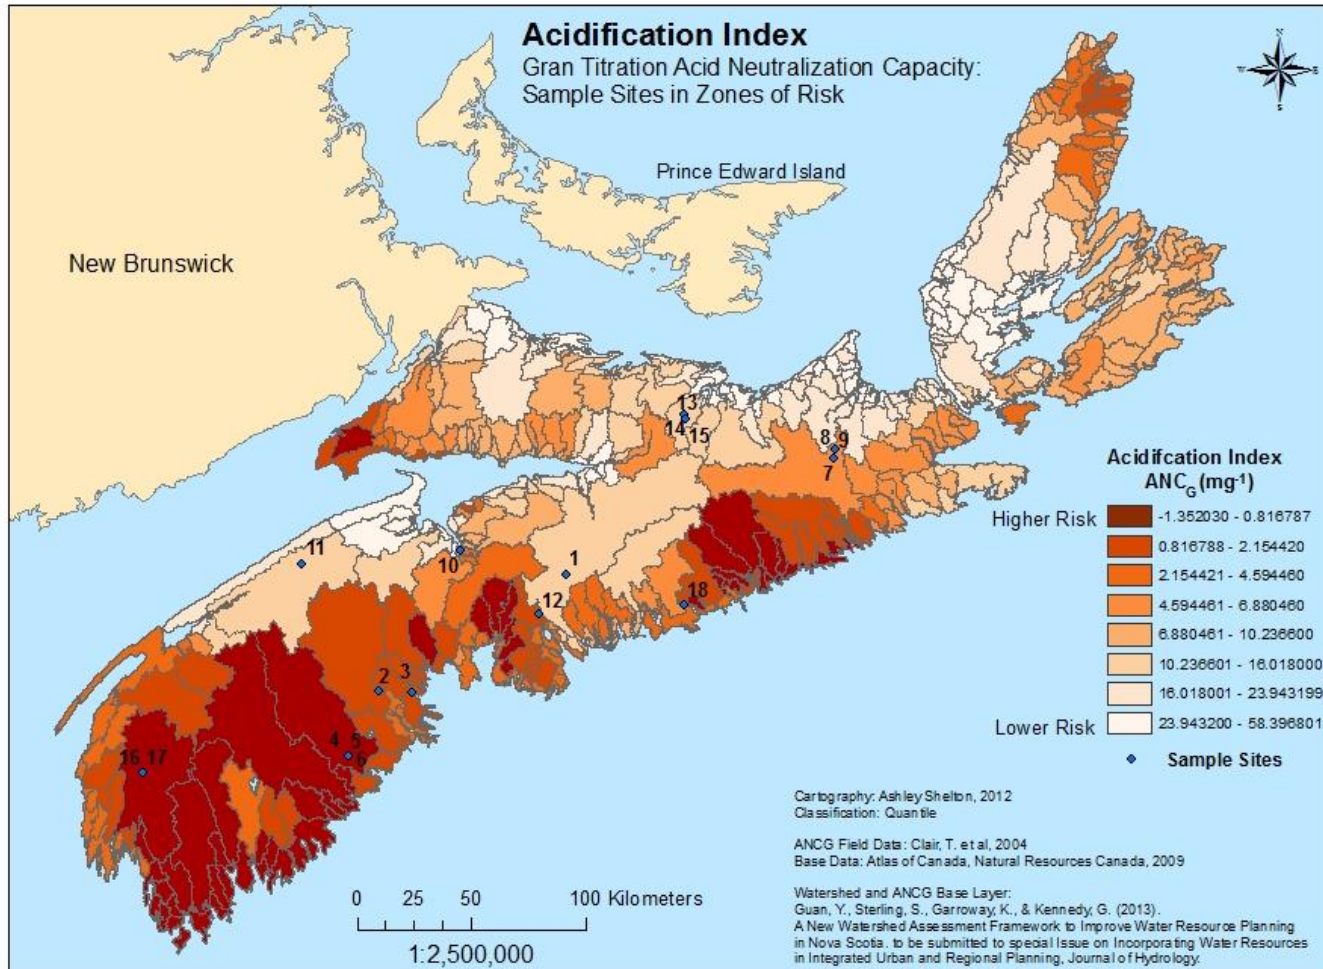 Acidification Index
Gran Titration Acid Neutralization Capacity:
Sample Sites in Zones of Risk
N
W
E
S
Prince Edward Island
New Brunswick
13
14
15
8
9
7
11
10
1
12
18
2
3
4
5
6
16
17
Acidifcation Index
ANCG (mg-1)
Higher Risk
-1.352030 - 0.816787
0.816788 - 2.154420
2.154421 - 4.594460
4.594461 - 6.880460
6.880461 - 10.236600
10.236601 - 16.018000
16.018001 - 23.943199
Lower Risk
23.943200 - 58.396801
Sample Sites
0 25 50 100 Kilometers
1:2,500,000
Cartography: Ashley Shelton, 2012
Classification: Quantile
ANCG Field Data: Clair, T. et al, 2004
Base Data: Atlas of Canada, Natural Resources Canada, 2009
Watershed and ANCG Base Layer:
Guan, Y., Sterling, S., Garroway, K., & Kennedy, G. (2013).
A New Watershed Assessment Framework to Improve Water Resource Planning
in Nova Scotia. to be submitted to special Issue on Incorporating Water Resources
in Integrated Urban and Regional Planning, Journal of Hydrology.